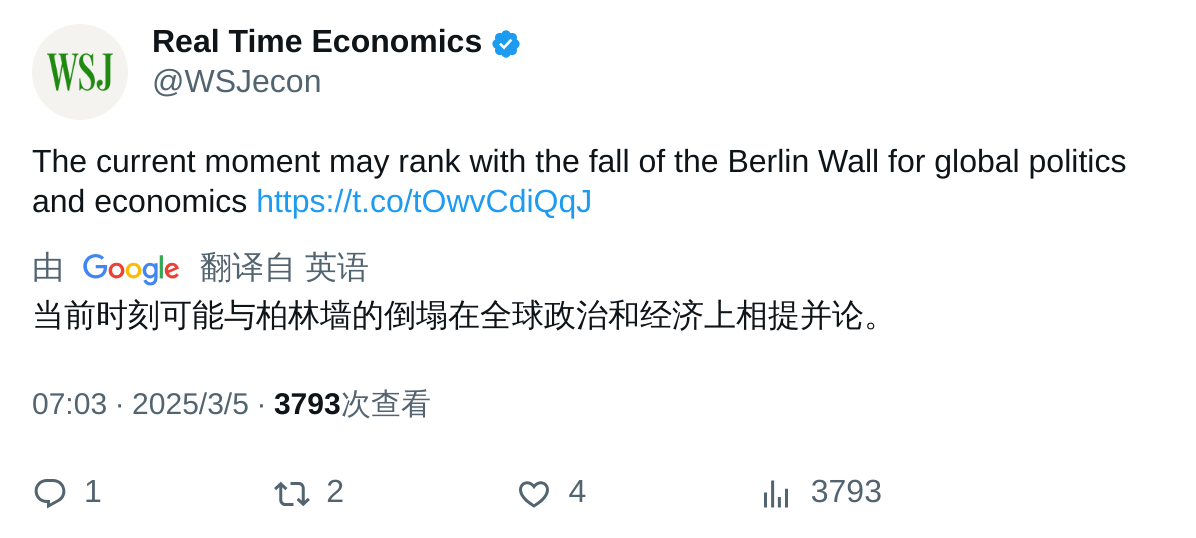 WSJ
Real Time Economics
@WSJecon
The current moment may rank with the fall of the Berlin Wall for global politics
and economics https://t.co/tOwvCdiQqJ
由 Google 翻译自 英语
当前时刻可能与柏林墙的倒塌在全球政治和经济上相提并论。
07:03 · 2025/3/5 · 3793次查看
1 2 4 3793